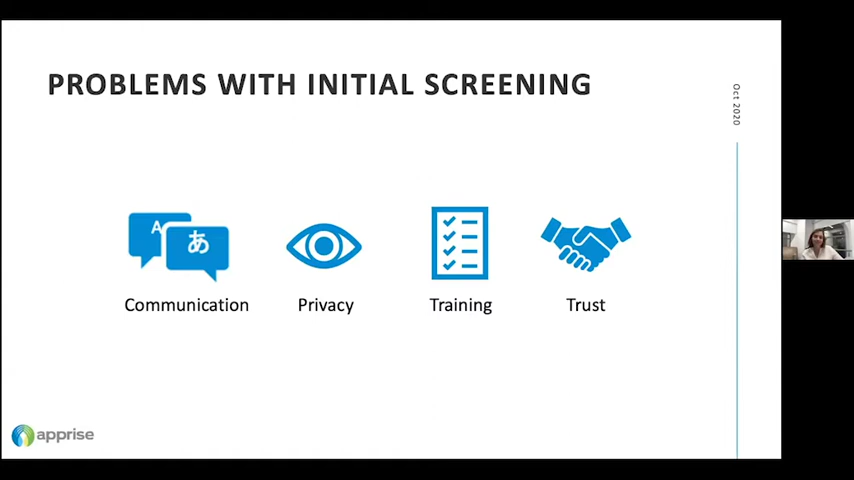 PROBLEMS WITH INITIAL SCREENING
Oct 2020
A
あ
Communication
Privacy
Training
Trust
apprise